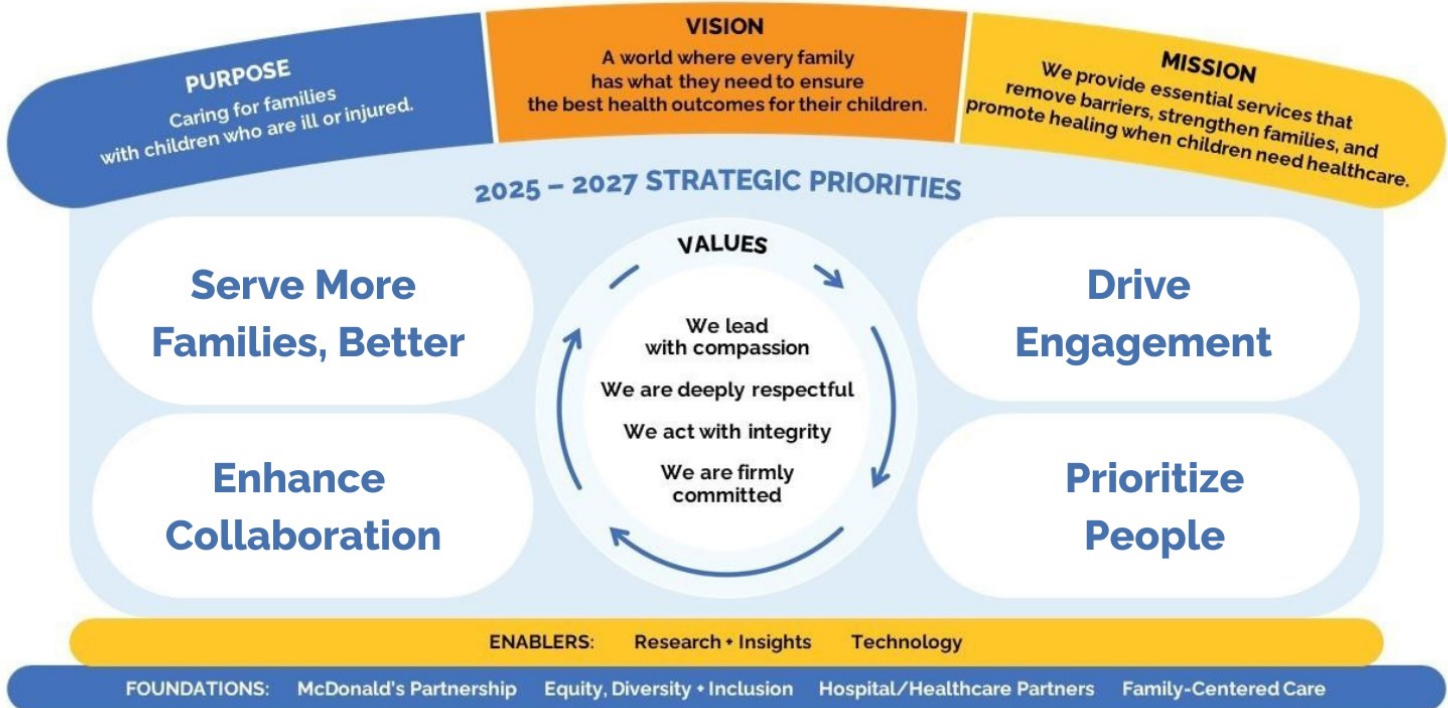 PURPOSE
Caring for families
with children who are ill or injured.
VISION
A world where every family
has what they need to ensure
the best health outcomes for their children.
MISSION
We provide essential services that
remove barriers, strengthen families, and
promote healing when children need healthcare.
2025 – 2027 STRATEGIC PRIORITIES
Serve More
Families, Better
Enhance
Collaboration
VALUES
We lead
with compassion
We are deeply respectful
We act with integrity
We are firmly
committed
Drive
Engagement
Prioritize
People
ENABLERS: Research + Insights Technology
FOUNDATIONS: McDonald's Partnership Equity, Diversity + Inclusion Hospital/Healthcare Partners Family-Centered Care